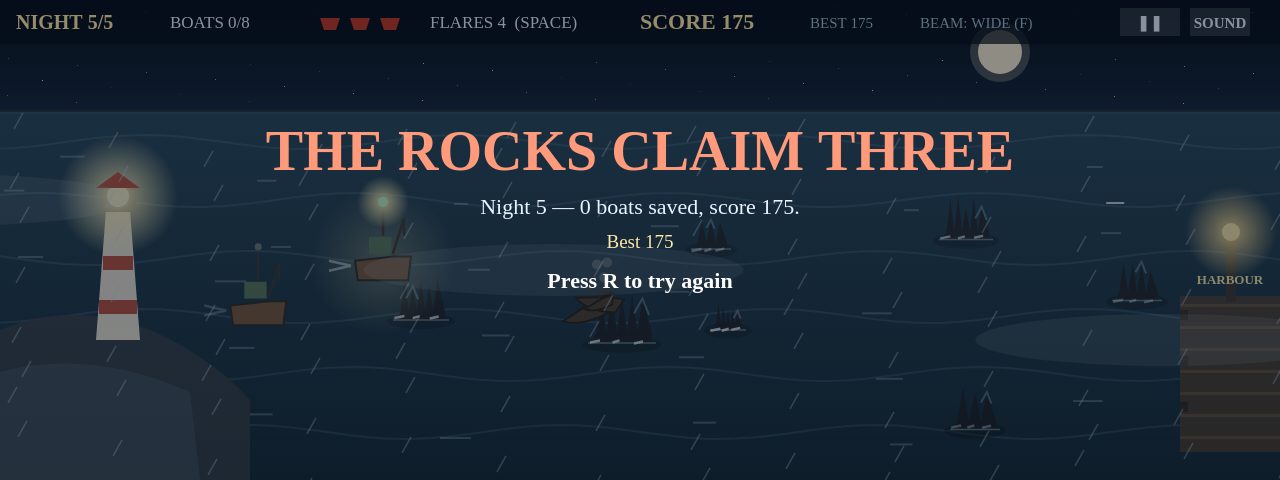 NIGHT 5/5 BOATS 0/8 FLARES 4 (SPACE) SCORE 175 BEST 175 BEAM: WIDE (F) SOUND
THE ROCKS CLAIM THREE
Night 5 — 0 boats saved, score 175.
Best 175
Press R to try again
HARBOUR